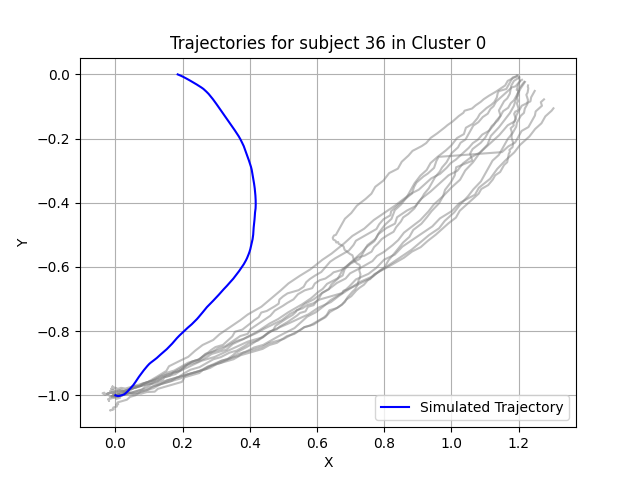 Trajectories for subject 36 in Cluster 0
0.0
−0.2
−0.4
−0.6
−0.8
−1.0
Y
0.0 0.2 0.4 0.6 0.8 1.0 1.2
X
Simulated Trajectory